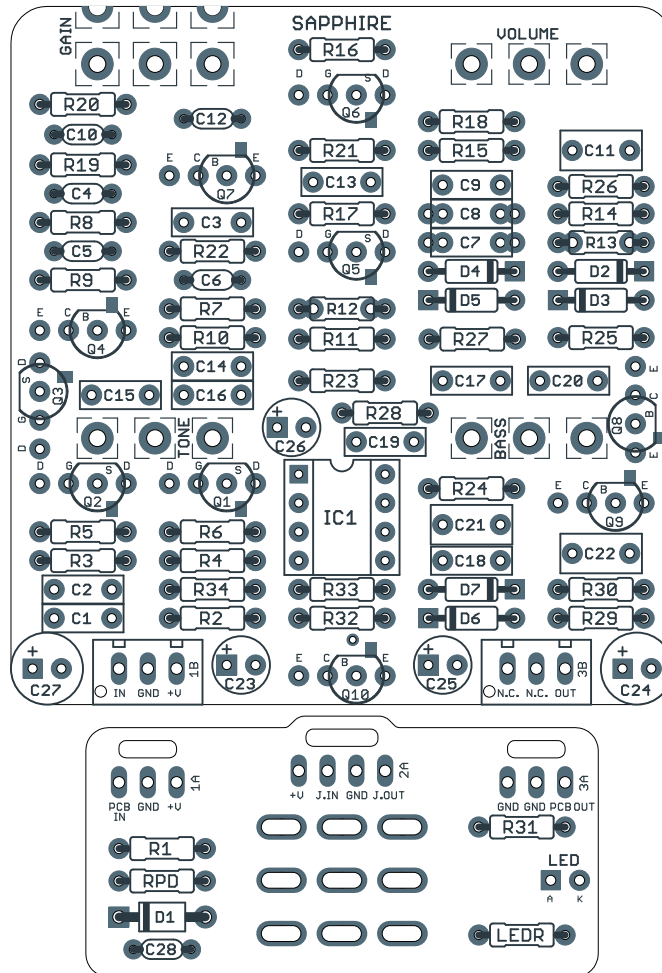 SAPPHIRE
GAIN
VOLUME
R16
D G S
Q6
R20
C10
C12
R18
R19
R21
R15
C11
E C B E
Q7
C4
C13
C9
R26
R8
C3
R17
C8
R14
C5
R22
D G S
Q5
C7
R13
R9
C6
D4
D2
R7
R12
D5
D3
E C B E
Q4
R10
R11
R27
R25
C14
E C B E
Q8
D S G D
Q3
C15
C16
R23
C17
C20
R28
+
C26
C19
TONE
BASS
D G S D
Q2
D G S D
Q1
IC1
R24
E C B E
Q9
R5
R6
C21
R3
R4
C18
C22
C2
R34
R33
D7
R30
C1
R2
R32
D6
R29
+
C27
IN GND +V
1B
+
C23
E C B E
Q10
+
C25
N.C. N.C. OUT
3B
+
C24
PCB IN GND +V
1A
+V J.IN GND J.OUT
2A
GND GND PCB OUT
3A
R1
R31
RPD
LED
A K
D1
C28
LEDR